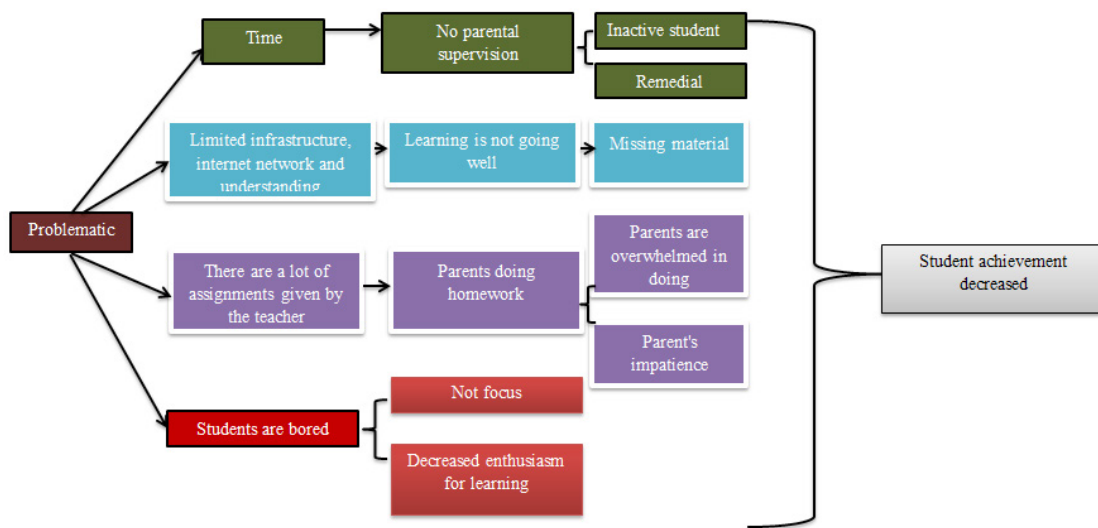 Problematic
Time
No parental
supervision
Inactive student
Remedial
Limited infrastructure,
internet network and
understanding
Learning is not going
well
Missing material
There are a lot of
assignments given by
the teacher
Parents doing
homework
Parents are
overwhelmed in
doing
Parent's
impatience
Students are bored
Not focus
Decreased enthusiasm
for learning
Student achievement
decreased